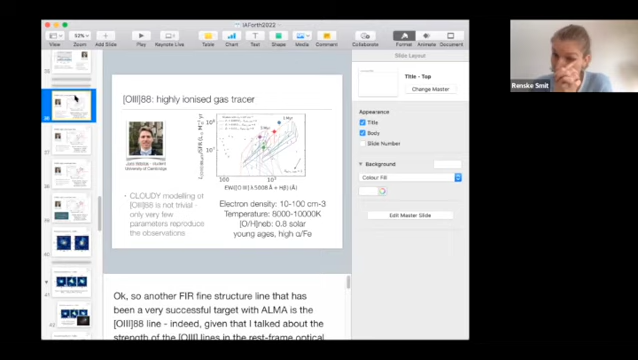 IAForth2022
52%
View
Zoom
Add Slide
Play
Keynote Live
Table
Chart
Text
Shape
Media
Comment
Collaborate
Format
Animate
Document
Renske Smit
Slide Layout
Title - Top
Change Master
Appearance
Title
Body
Slide Number
Background
Colour Fill
Edit Master Slide
[OIII]88: highly ionised gas tracer
University of Cambridge
CLOUDY modelling of
[OIII]88 is not trivial -
only very few
parameters reproduce
the observations
Electron density: 10-100 cm-3
Temperature: 8000-10000K
[O/H]neb: 0.8 solar
young ages, high α/Fe
Ok, so another FIR fine structure line that has
been a very successful target with ALMA is the
[OIII]88 line - indeed, given that I talked about the
strength of the [OIII] lines in the rest-frame optical